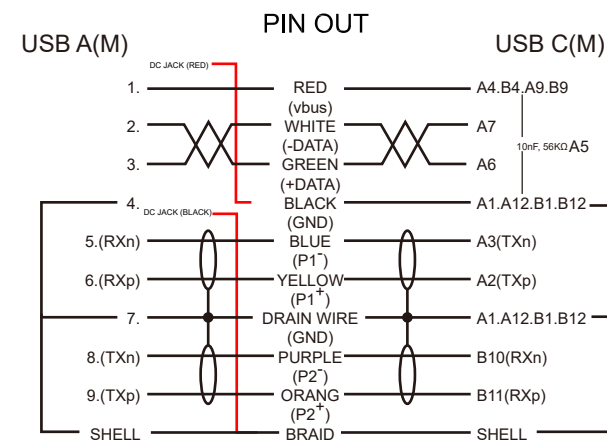 PIN OUT
USB A(M) USB C(M)
DC JACK (RED)
1. RED A4.B4.A9.B9
(vbus)
2. WHITE A7
(-DATA) 10nF, 56KΩ A5
3. GREEN A6
(+DATA)
4. BLACK A1.A12.B1.B12
DC JACK (BLACK) (GND)
5.(RXn) BLUE A3(TXn)
(P1-)
6.(RXp) YELLOW A2(TXp)
(P1+)
7. DRAIN WIRE A1.A12.B1.B12
(GND)
8.(TXn) PURPLE B10(RXn)
(P2-)
9.(TXp) ORANG B11(RXp)
(P2+)
SHELL BRAID SHELL